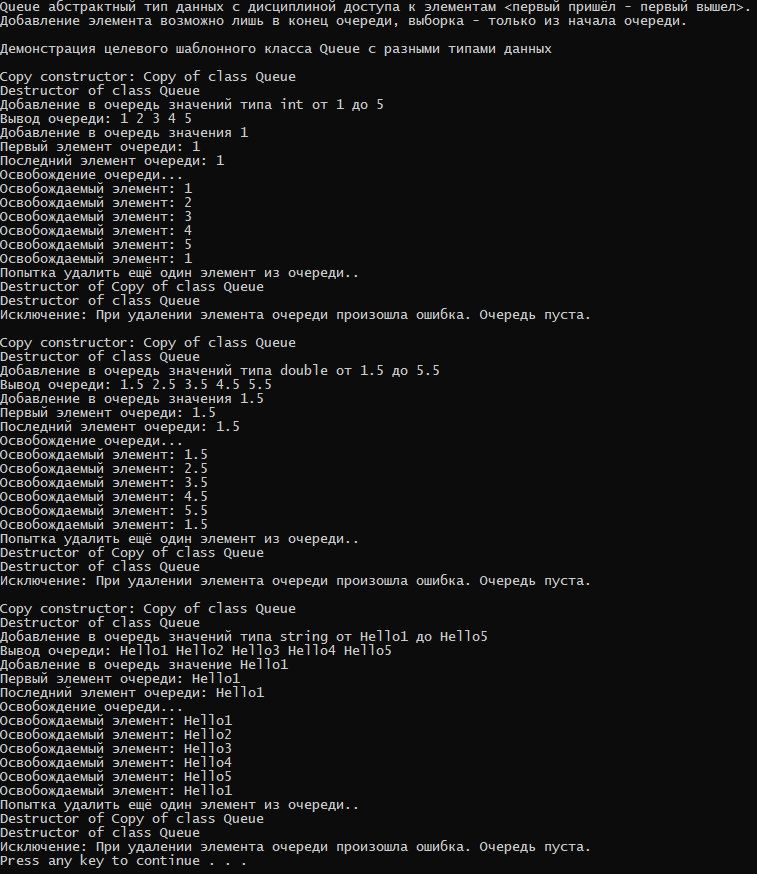 Queue абстрактный тип данных с дисциплиной доступа к элементам <первый пришёл - первый вышел>.
Добавление элемента возможно лишь в конец очереди, выборка - только из начала очереди.
Демонстрация целевого шаблонного класса Queue с разными типами данных
Copy constructor: Copy of class Queue
Destructor of class Queue
Добавление в очередь значений типа int от 1 до 5
Вывод очереди: 1 2 3 4 5
Добавление в очередь значения 1
Первый элемент очереди: 1
Последний элемент очереди: 1
Освобождение очереди...
Освобождаемый элемент: 1
Освобождаемый элемент: 2
Освобождаемый элемент: 3
Освобождаемый элемент: 4
Освобождаемый элемент: 5
Освобождаемый элемент: 1
Попытка удалить ещё один элемент из очереди..
Destructor of Copy of class Queue
Destructor of class Queue
Исключение: При удалении элемента очереди произошла ошибка. Очередь пуста.
Copy constructor: Copy of class Queue
Destructor of class Queue
Добавление в очередь значений типа double от 1.5 до 5.5
Вывод очереди: 1.5 2.5 3.5 4.5 5.5
Добавление в очередь значения 1.5
Первый элемент очереди: 1.5
Последний элемент очереди: 1.5
Освобождение очереди...
Освобождаемый элемент: 1.5
Освобождаемый элемент: 2.5
Освобождаемый элемент: 3.5
Освобождаемый элемент: 4.5
Освобождаемый элемент: 5.5
Освобождаемый элемент: 1.5
Попытка удалить ещё один элемент из очереди..
Destructor of Copy of class Queue
Destructor of class Queue
Исключение: При удалении элемента очереди произошла ошибка. Очередь пуста.
Copy constructor: Copy of class Queue
Destructor of class Queue
Добавление в очередь значений типа string от Hello1 до Hello5
Вывод очереди: Hello1 Hello2 Hello3 Hello4 Hello5
Добавление в очередь значение Hello1
Первый элемент очереди: Hello1
Последний элемент очереди: Hello1
Освобождение очереди...
Освобождаемый элемент: Hello1
Освобождаемый элемент: Hello2
Освобождаемый элемент: Hello3
Освобождаемый элемент: Hello4
Освобождаемый элемент: Hello5
Освобождаемый элемент: Hello1
Попытка удалить ещё один элемент из очереди..
Destructor of Copy of class Queue
Destructor of class Queue
Исключение: При удалении элемента очереди произошла ошибка. Очередь пуста.
Press any key to continue . . .